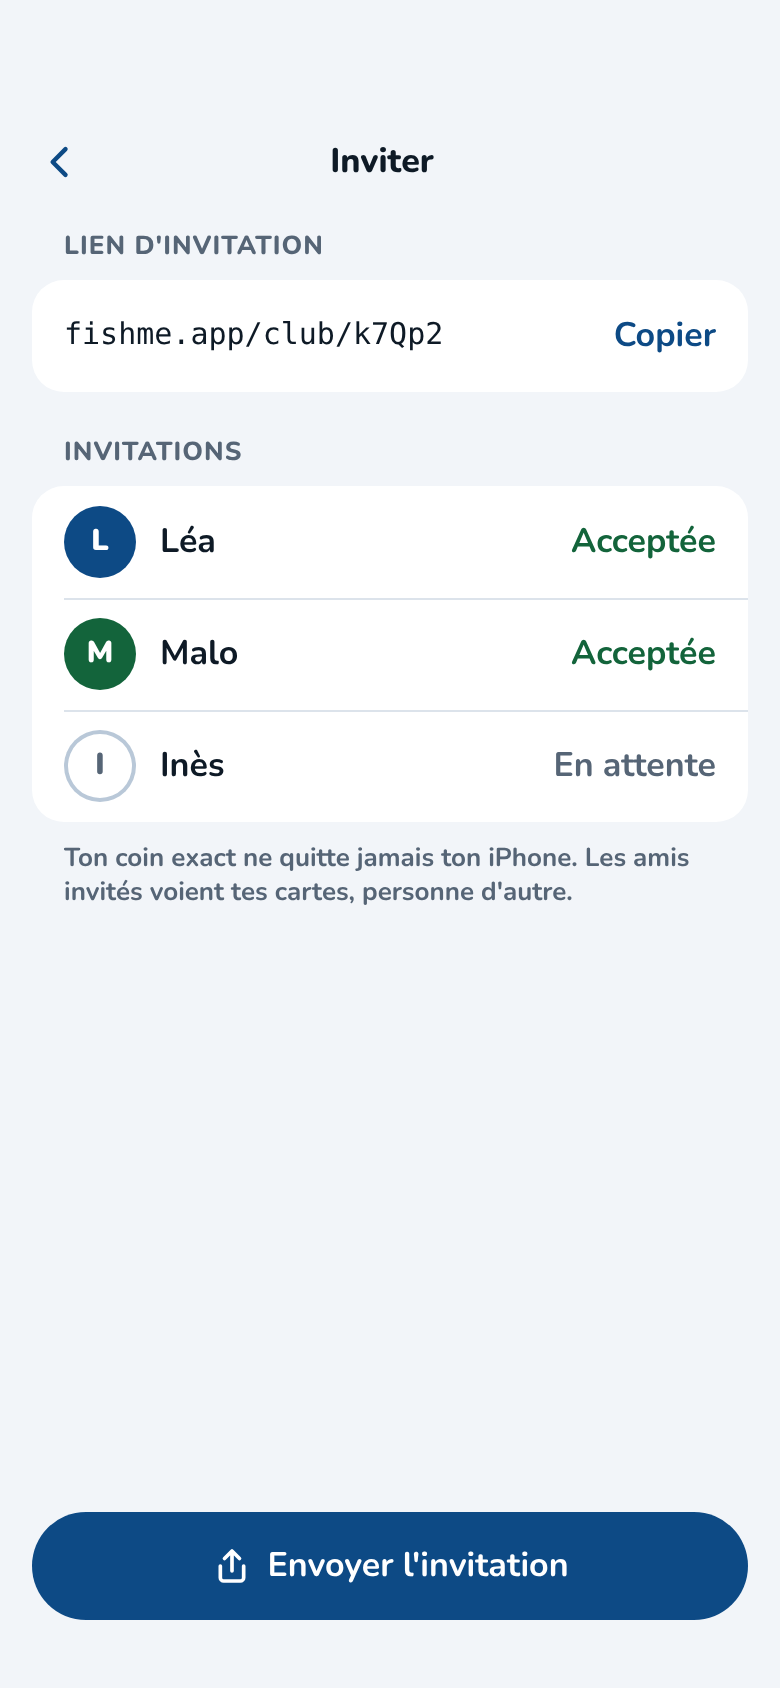 Inviter
LIEN D'INVITATION
fishme.app/club/k7Qp2
Copier
INVITATIONS
L
Léa
Acceptée
M
Malo
Acceptée
I
Inès
En attente
Ton coin exact ne quitte jamais ton iPhone. Les amis
invités voient tes cartes, personne d'autre.
Envoyer l'invitation